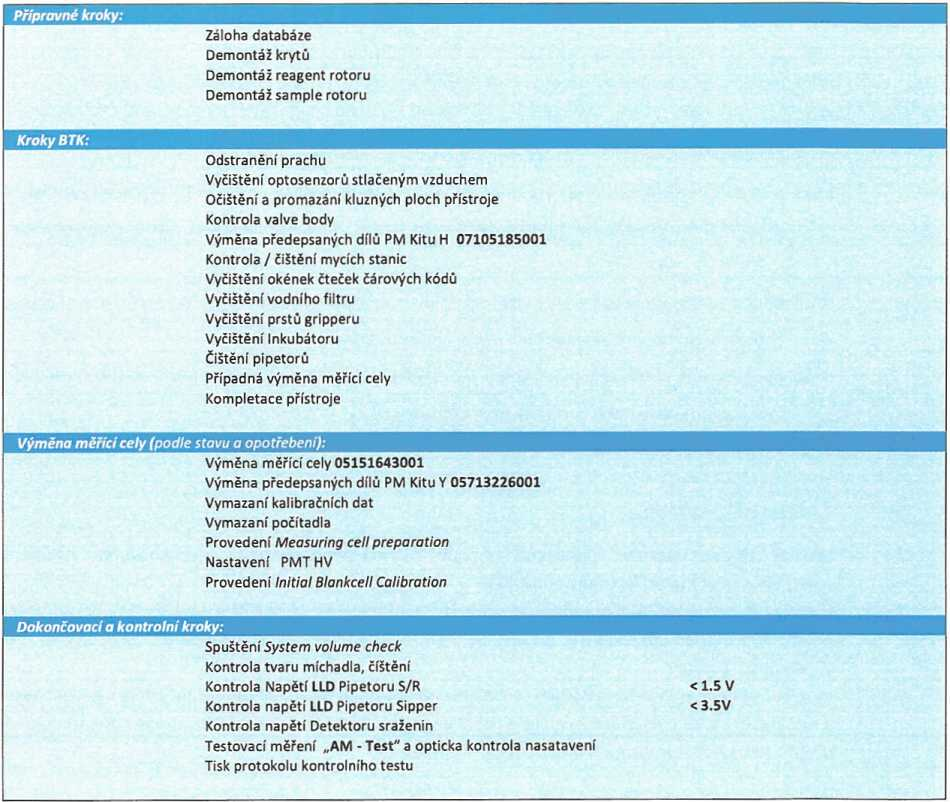 Přípravné kroky:
Záloha databáze
Demontáž krytů
Demontáž reagent rotoru
Demontáž sample rotoru
Kroky BTK:
Odstranění prachu
Vyčištění optosenzorů stlačeným vzduchem
Očištění a promazání kluzných ploch přístroje
Kontrola valve body
Výměna předepsaných dílů PM Kitu H 07105185001
Kontrola / čištění mycích stanic
Vyčištění okének čteček čárových kódů
Vyčištění vodního filtru
Vyčištění prstů gripperu
Vyčištění Inkubátoru
Čištění pipetorů
Případná výměna měřící cely
Kompletace přístroje
Výměna měřící cely (podle stavu a opotřebení):
Výměna měřící cely 05151643001
Výměna předepsaných dílů PM Kitu Y 05713226001
Vymazaní kalibračních dat
Vymazaní počítadla
Provedení Measuring cell preparation
Nastavení PMT HV
Provedení Initial Blankcell Calibration
Dokončovací a kontrolní kroky:
Spuštění System volume check
Kontrola tvaru míchadla, číštění
Kontrola Napětí LLD Pipetoru S/R < 1.5 V
Kontrola napětí LLD Pipetoru Sipper < 3.5V
Kontrola napětí Detektoru sraženin
Testovací měření „AM - Test" a opticka kontrola nasatavení
Tisk protokolu kontrolního testu